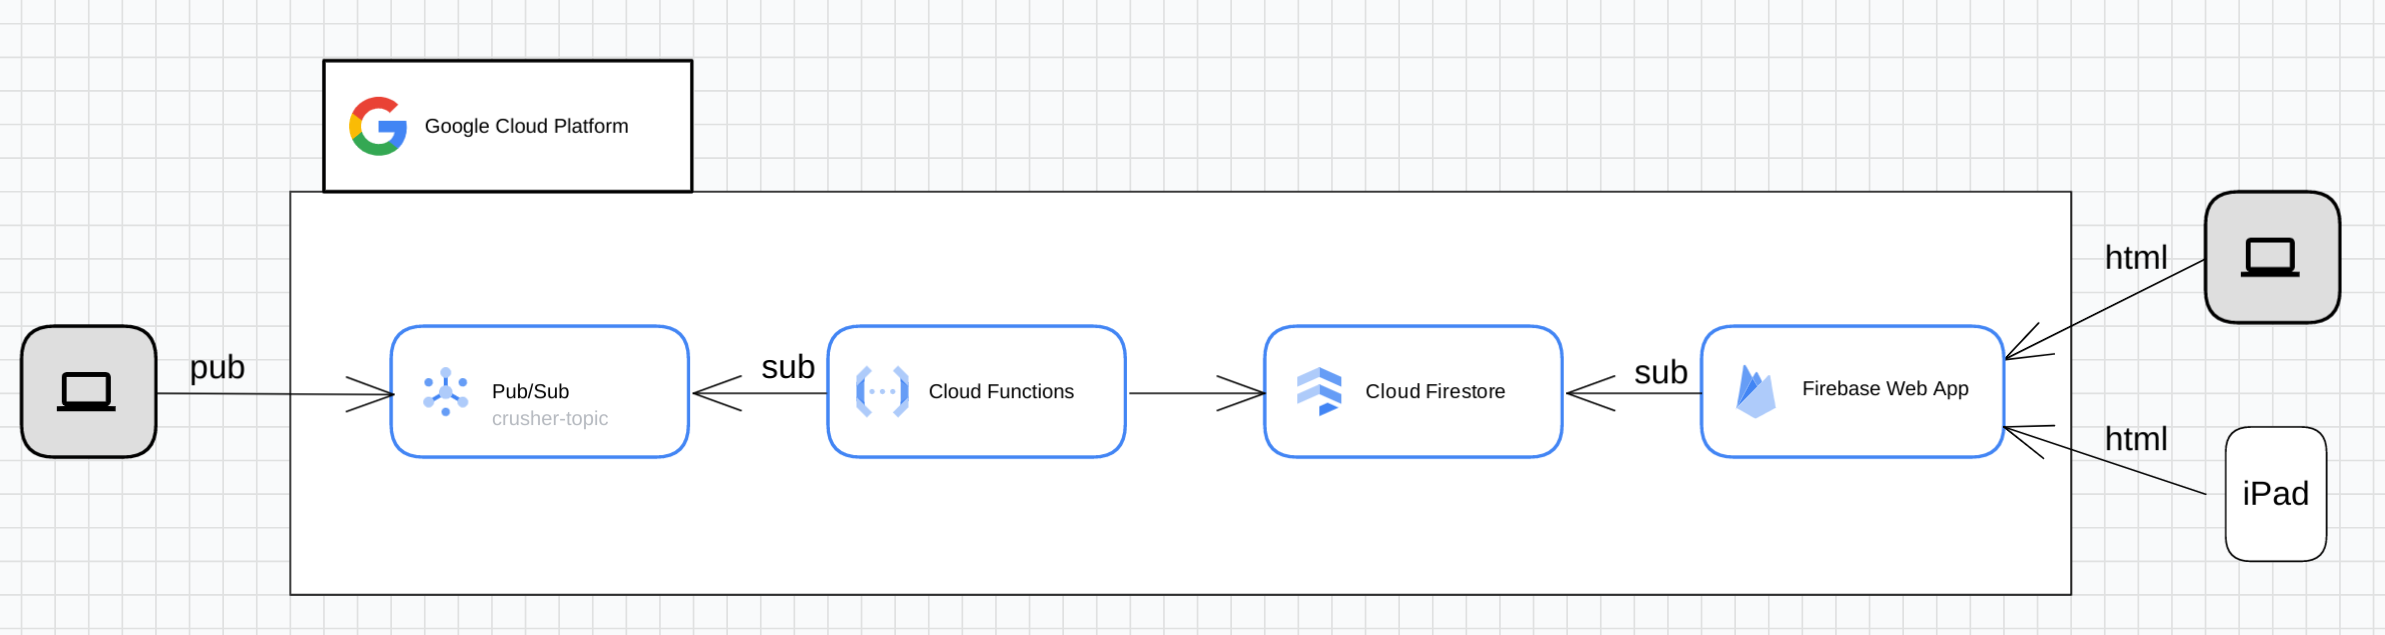 Google Cloud Platform
pub
Pub/Sub
crusher-topic
sub
Cloud Functions
Cloud Firestore
sub
Firebase Web App
html
html
iPad